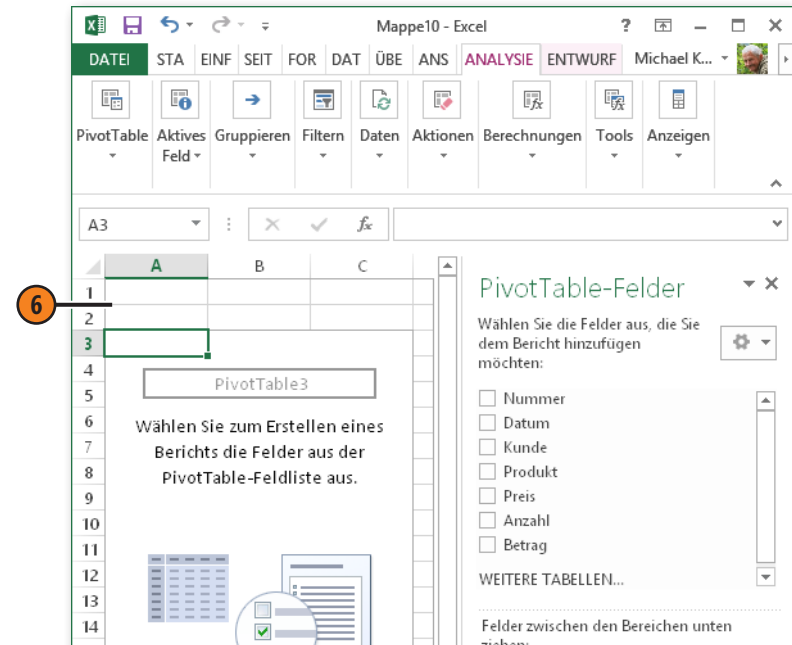 Mappe10 - Excel ?
DATEI STA EINF SEIT FOR DAT ÜBE ANS ANALYSIE ENTWURF Michael K...
PivotTable Aktives Feld Gruppieren Filtern Daten Aktionen Berechnungen Tools Anzeigen
A3 fx
A B C
6
1
2
3
4
5
6
7
8
9
10
11
12
13
14
PivotTable3
Wählen Sie zum Erstellen eines
Berichts die Felder aus der
PivotTable-Feldliste aus.
PivotTable-Felder
Wählen Sie die Felder aus, die Sie
dem Bericht hinzufügen
möchten:
Nummer
Datum
Kunde
Produkt
Preis
Anzahl
Betrag
WEITERE TABELLEN...
Felder zwischen den Bereichen unten
ziehen: